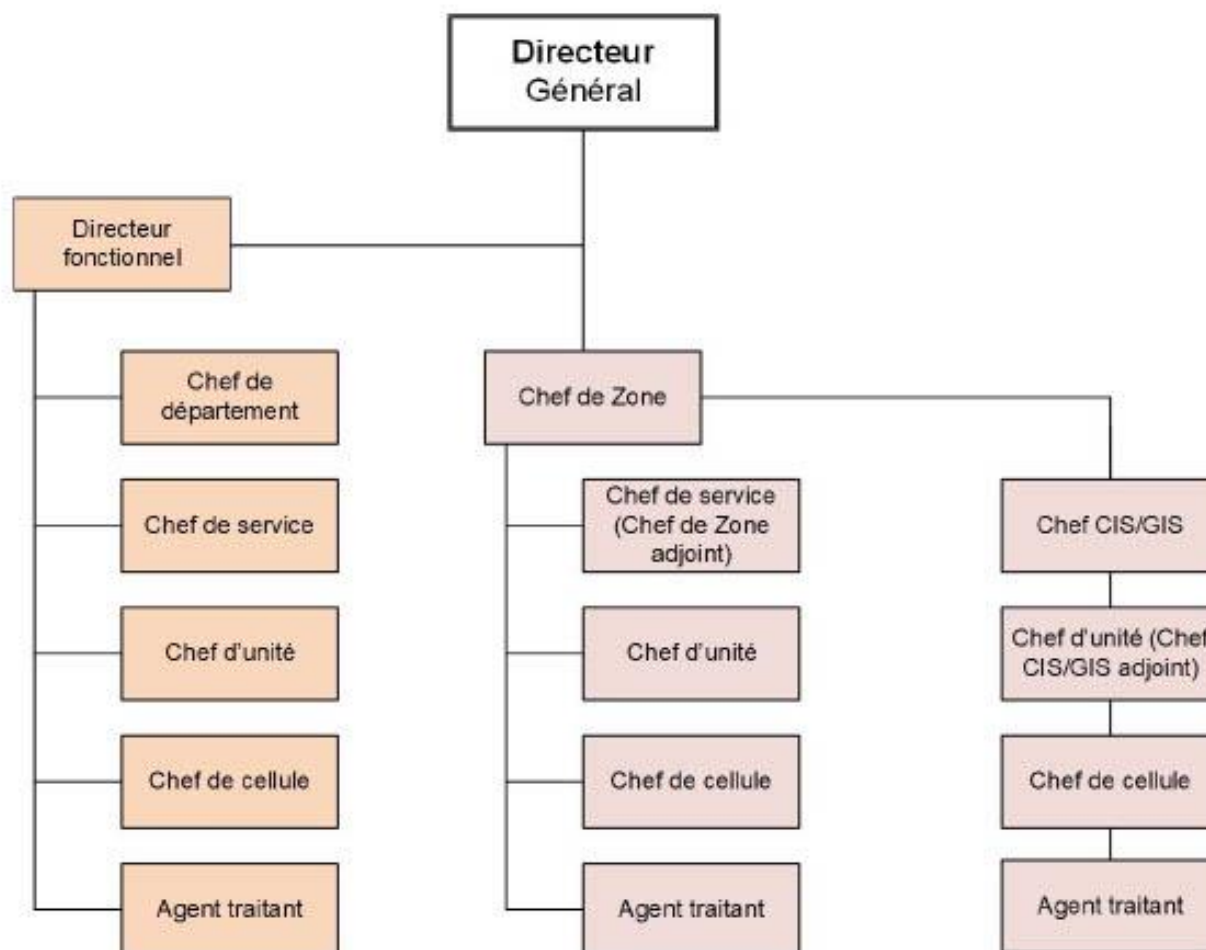 Directeur
Général
Directeur
fonctionnel
Chef de
département
Chef de Zone
Chef de service
Chef de service
(Chef de Zone
adjoint)
Chef CIS/GIS
Chef d'unité
Chef d'unité
Chef d'unité (Chef
CIS/GIS adjoint)
Chef de cellule
Chef de cellule
Chef de cellule
Agent traitant
Agent traitant
Agent traitant